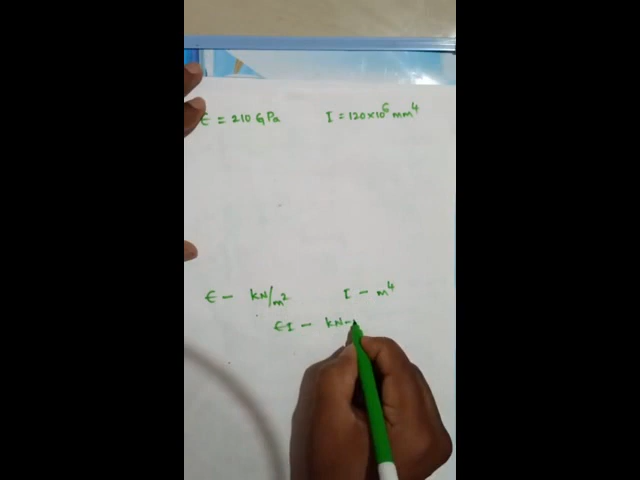 E = 210 GPa I = 120×10⁶ mm⁴
E – kN/m² I – m⁴
EI – kN–